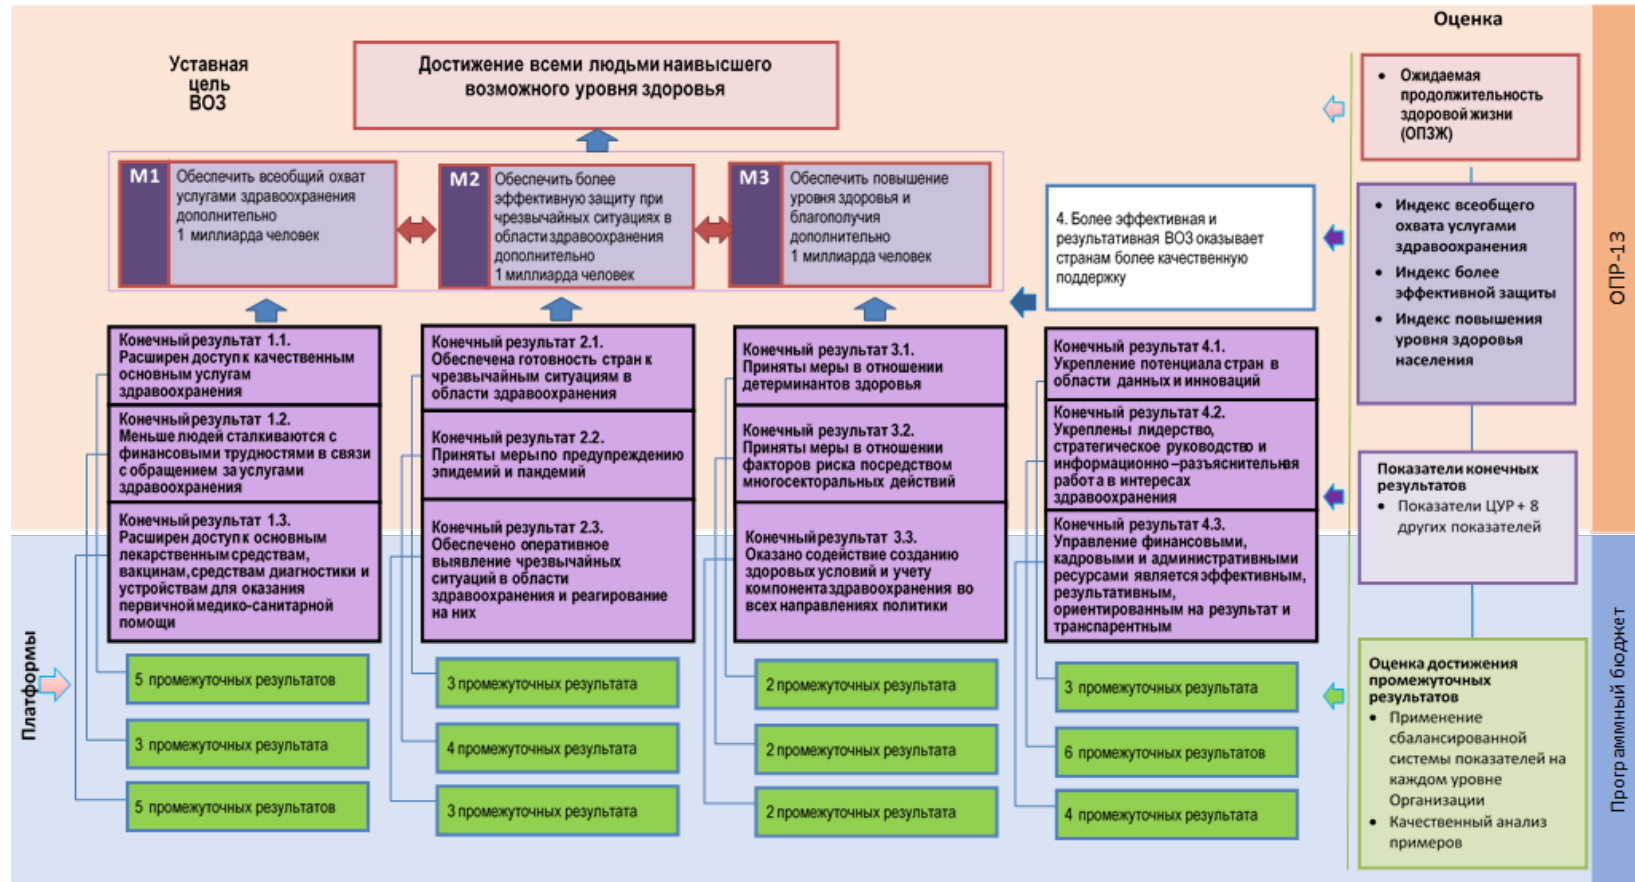 Оценка
Уставная
цель
ВОЗ
Достижение всеми людьми наивысшего
возможного уровня здоровья
М1
Обеспечить всеобщий охват
услугами здравоохранения
дополнительно
1 миллиарда человек
М2
Обеспечить более
эффективную защиту при
чрезвычайных ситуациях в
области здравоохранения
дополнительно
1 миллиарда человек
М3
Обеспечить повышение
уровня здоровья и
благополучия
дополнительно
1 миллиарда человек
4. Более эффективная и
результативная ВОЗ оказывает
странам более качественную
поддержку
Конечный результат 1.1.
Расширен доступ к качественным
основным услугам
здравоохранения
Конечный результат 1.2.
Меньше людей сталкиваются с
финансовыми трудностями в связи
с обращением за услугами
здравоохранения
Конечный результат 1.3.
Расширен доступ к основным
лекарственным средствам,
вакцинам, средствам диагностики и
устройствам для оказания
первичной медико-санитарной
помощи
Конечный результат 2.1.
Обеспечена готовность стран к
чрезвычайным ситуациям в
области здравоохранения
Конечный результат 2.2.
Приняты меры по предупреждению
эпидемий и пандемий
Конечный результат 2.3.
Обеспечено оперативное
выявление чрезвычайных
ситуаций в области
здравоохранения и реагирование
на них
Конечный результат 3.1.
Приняты меры в отношении
детерминантов здоровья
Конечный результат 3.2.
Приняты меры в отношении
факторов риска посредством
многосекторальных действий
Конечный результат 3.3.
Оказано содействие созданию
здоровых условий и учету
компонента здравоохранения во
всех направлениях политики
Конечный результат 4.1.
Укрепление потенциала стран в
области данных и инноваций
Конечный результат 4.2.
Укреплены лидерство,
стратегическое руководство и
информационно–разъяснительная
работа в интересах
здравоохранения
Конечный результат 4.3.
Управление финансовыми,
кадровыми и административными
ресурсами является эффективным,
результативным,
ориентированным на результат и
транспарентным
Платформы
5 промежуточных результатов
3 промежуточных результата
5 промежуточных результатов
3 промежуточных результата
4 промежуточных результата
3 промежуточных результата
2 промежуточных результата
2 промежуточных результата
2 промежуточных результата
3 промежуточных результата
6 промежуточных результатов
4 промежуточных результата
• Ожидаемая
продолжительность
здоровой жизни
(ОПЗЖ)
• Индекс всеобщего
охвата услугами
здравоохранения
• Индекс более
эффективной защиты
• Индекс повышения
уровня здоровья
населения
Показатели конечных
результатов
• Показатели ЦУР + 8
других показателей
Оценка достижения
промежуточных
результатов
• Применение
сбалансированной
системы показателей на
каждом уровне
Организации
• Качественный анализ
примеров
ОПР-13
Программный бюджет